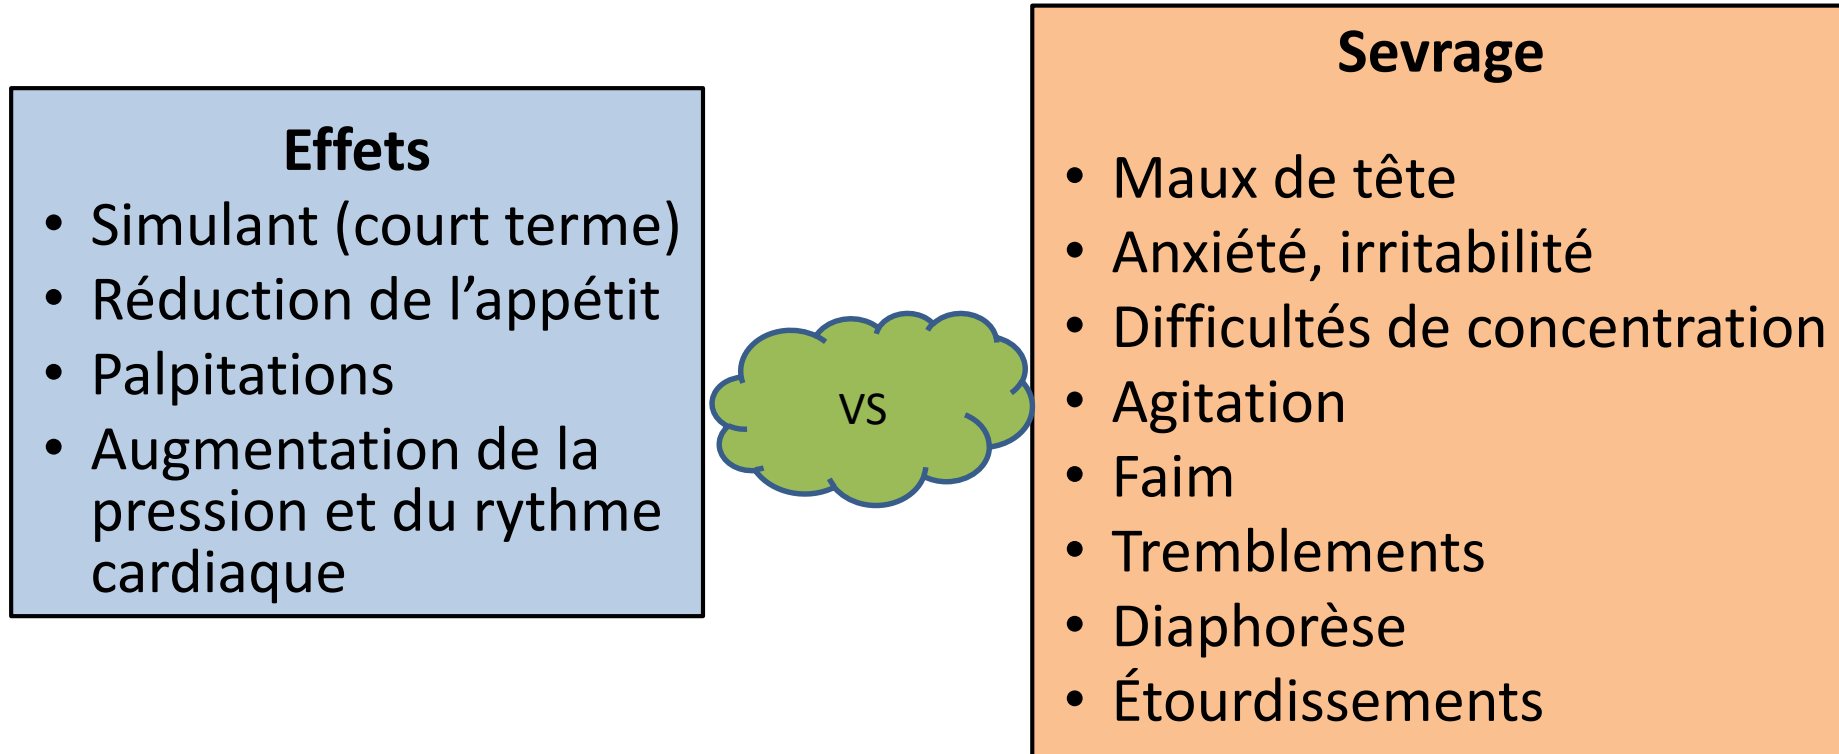 Effets
• Simulant (court terme)
• Réduction de l’appétit
• Palpitations
• Augmentation de la
pression et du rythme
cardiaque
VS
Sevrage
• Maux de tête
• Anxiété, irritabilité
• Difficultés de concentration
• Agitation
• Faim
• Tremblements
• Diaphorèse
• Étourdissements